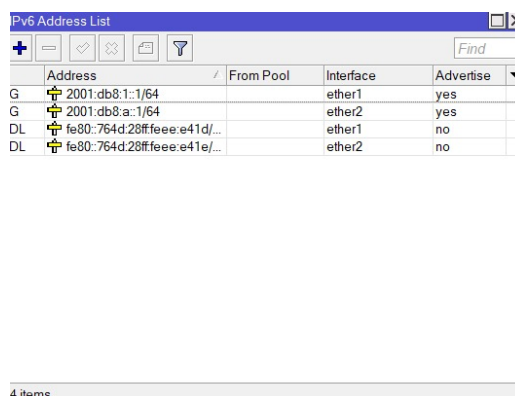 IPv6 Address List
Find
Address From Pool Interface Advertise
G 2001:db8:1::1/64 ether1 yes
G 2001:db8:a::1/64 ether2 yes
DL fe80::764d:28ff:feee:e41d/... ether1 no
DL fe80::764d:28ff:feee:e41e/... ether2 no
4 items